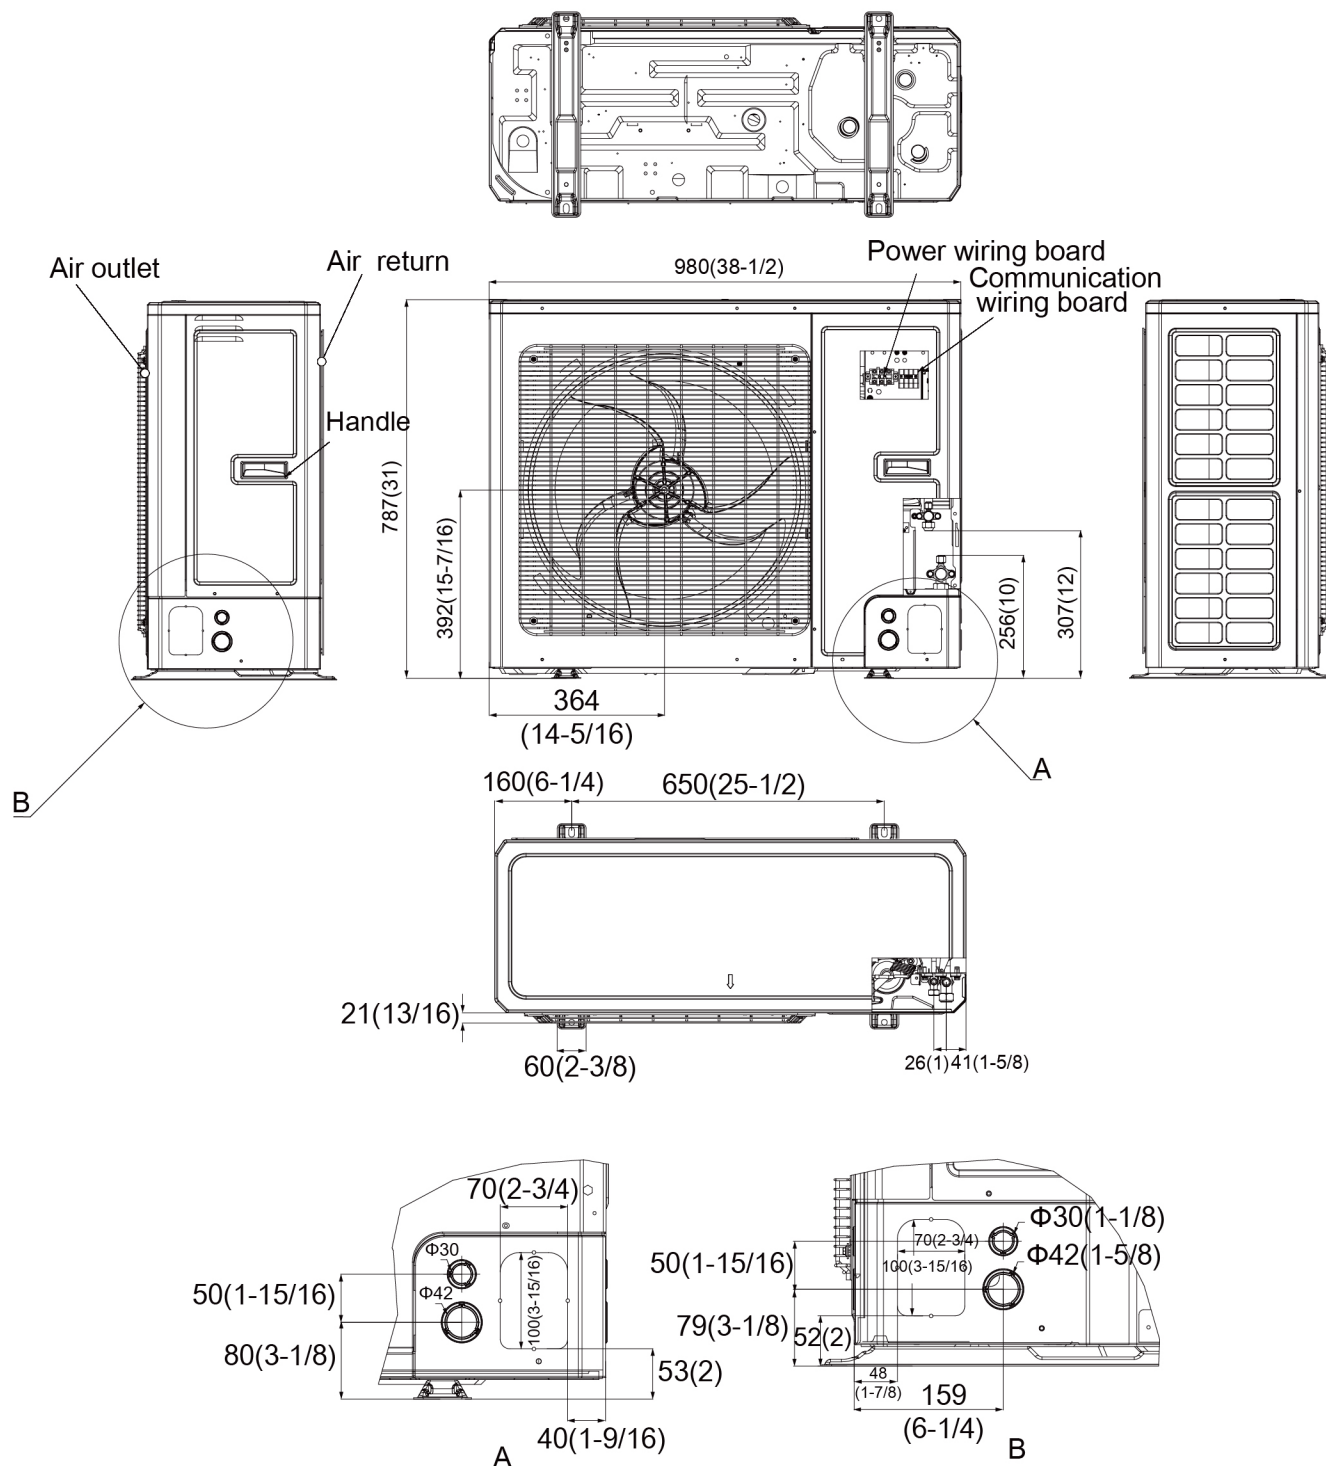 Air outlet
Air return
Handle
B
980(38-1/2)
Power wiring board
Communication
wiring board
787(31)
392(15-7/16)
256(10)
307(12)
364
(14-5/16)
A
160(6-1/4)
650(25-1/2)
21(13/16)
60(2-3/8)
26(1)
41(1-5/8)
70(2-3/4)
Φ30
Φ42
100(3-15/16)
50(1-15/16)
80(3-1/8)
53(2)
40(1-9/16)
A
Φ30(1-1/8)
70(2-3/4)
Φ42(1-5/8)
100(3-15/16)
50(1-15/16)
79(3-1/8)
52(2)
48
(1-7/8)
159
(6-1/4)
B